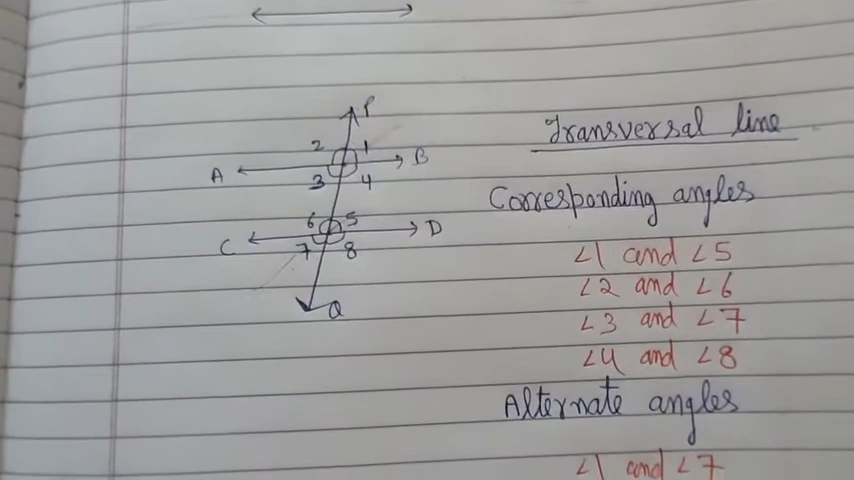 P
2 1
A B
3 4
6 5
C D
7 8
Q
Transversal line
Corresponding angles
∠1 and ∠5
∠2 and ∠6
∠3 and ∠7
∠4 and ∠8
Alternate angles
∠1 and ∠7